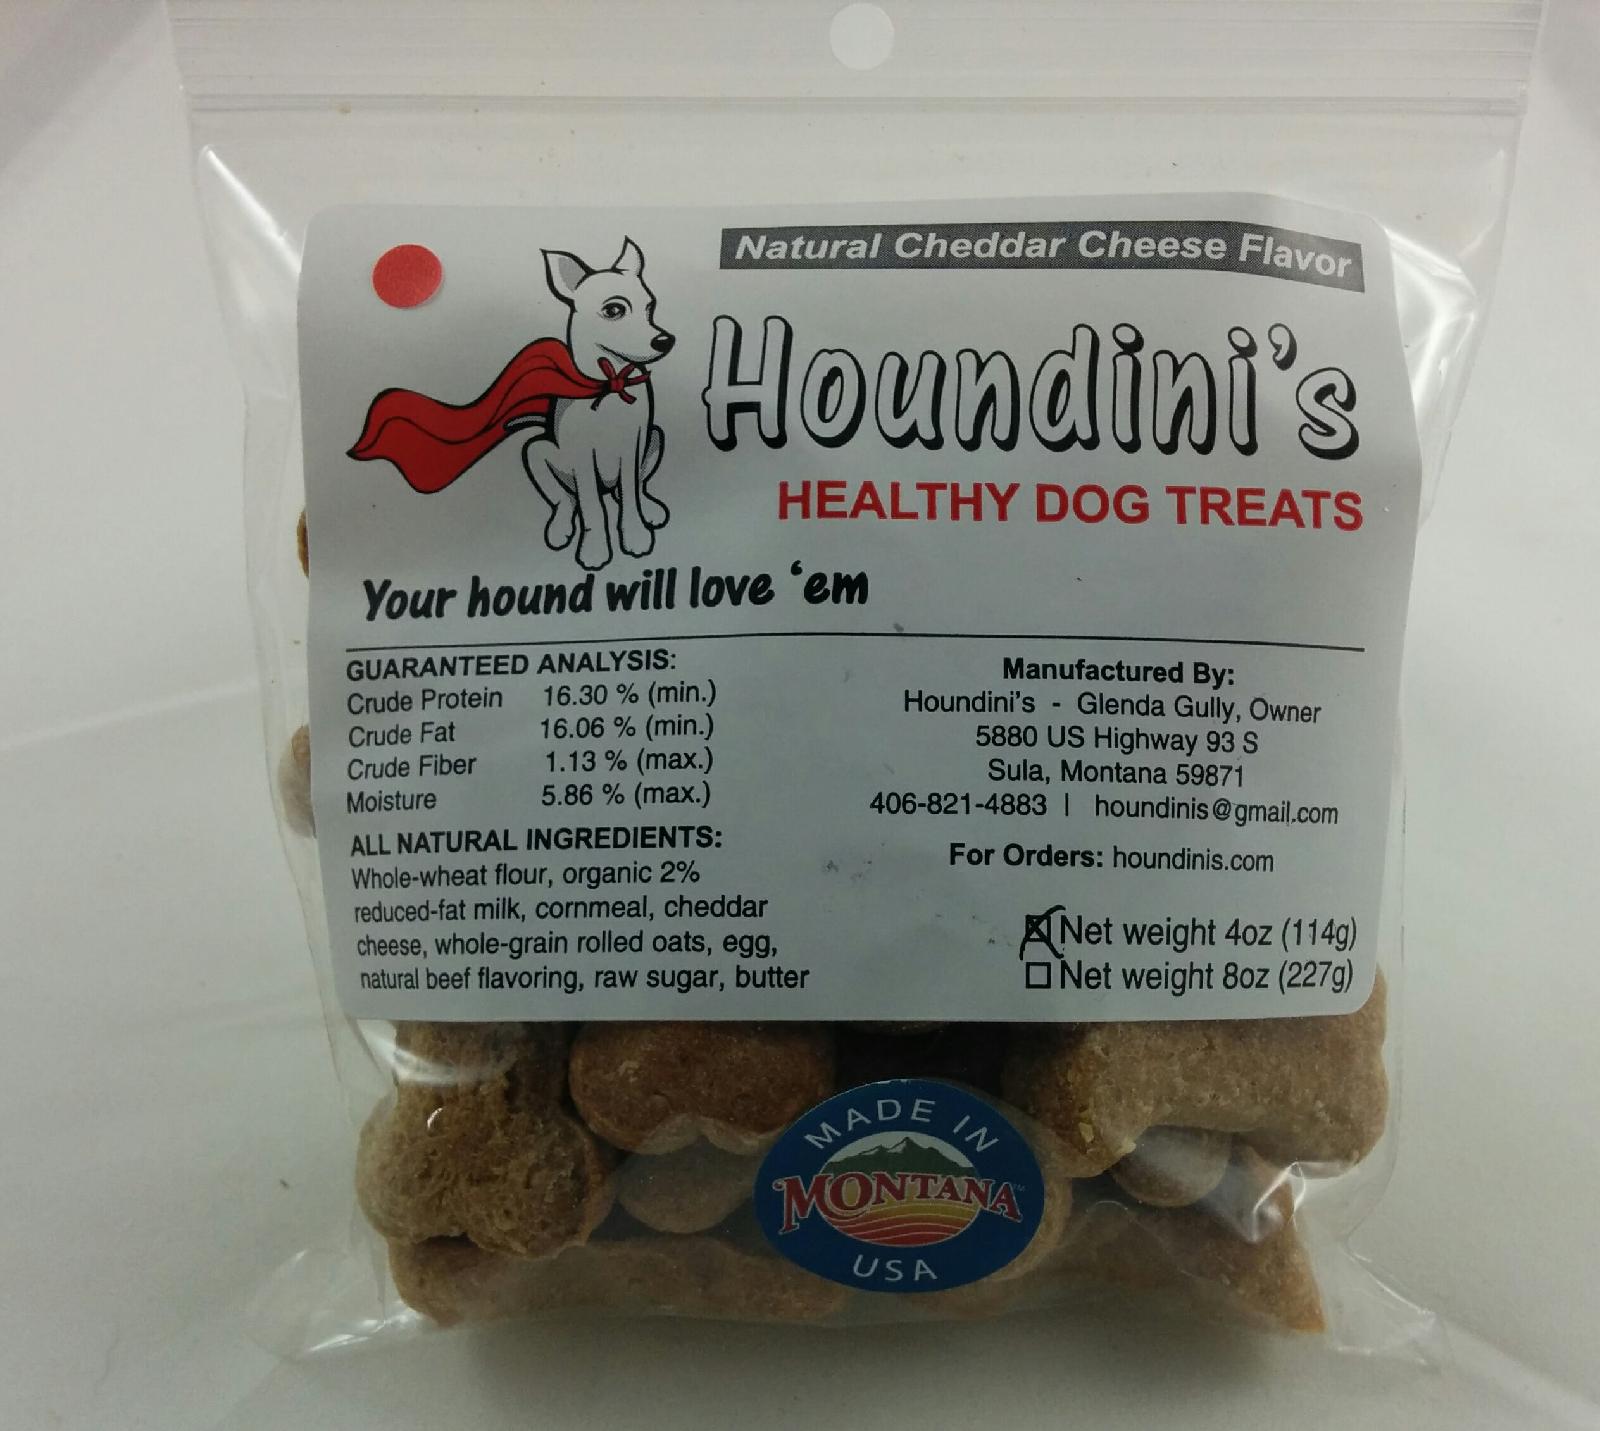 Natural Cheddar Cheese Flavor
Houndini's
HEALTHY DOG TREATS
Your hound will love ‘em
GUARANTEED ANALYSIS:
Crude Protein 16.30 % (min.)
Crude Fat 16.06 % (min.)
Crude Fiber 1.13 % (max.)
Moisture 5.86 % (max.)
ALL NATURAL INGREDIENTS:
Whole-wheat flour, organic 2%
reduced-fat milk, cornmeal, cheddar
cheese, whole-grain rolled oats, egg,
natural beef flavoring, raw sugar, butter
Manufactured By:
Houndini's - Glenda Gully, Owner
5880 US Highway 93 S
Sula, Montana 59871
406-821-4883 | houndinis@gmail.com
For Orders: houndinis.com
☒ Net weight 4oz (114g)
☐ Net weight 8oz (227g)
MADE IN
MONTANA™
USA